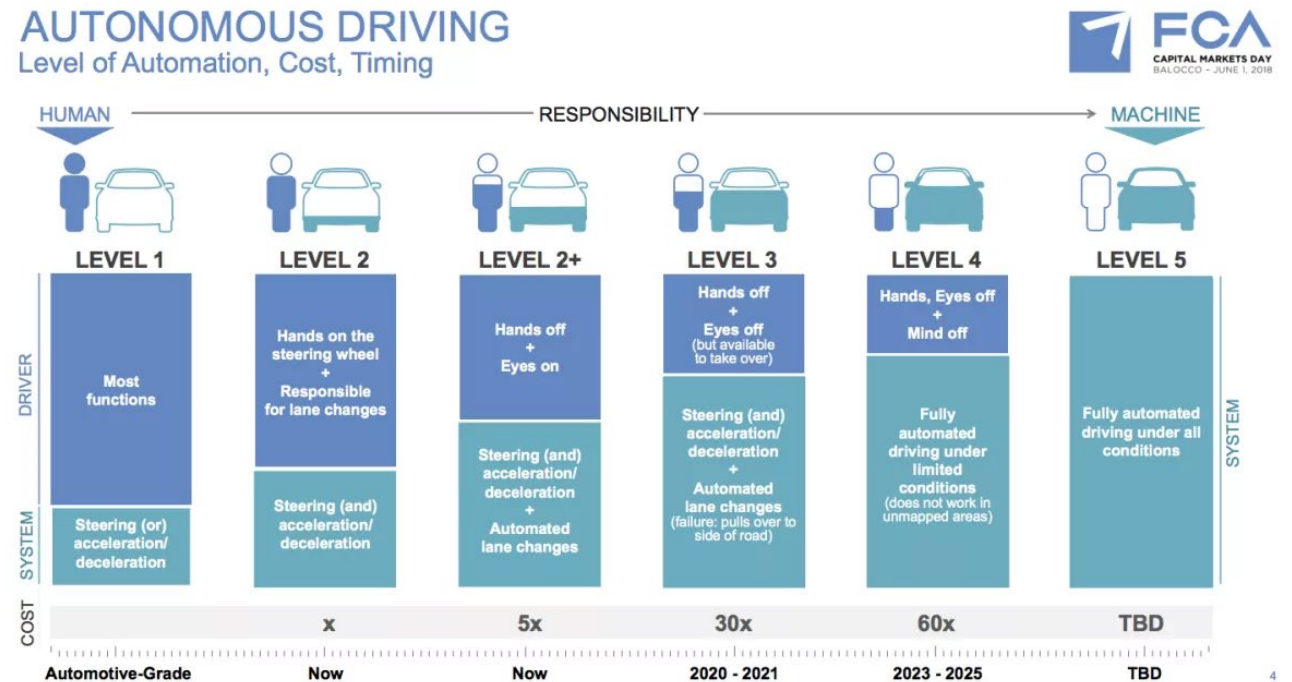 AUTONOMOUS DRIVING
Level of Automation, Cost, Timing
FCA
CAPITAL MARKETS DAY
BALOCCO – JUNE 1, 2018
HUMAN
RESPONSIBILITY
MACHINE
LEVEL 1
LEVEL 2
LEVEL 2+
LEVEL 3
LEVEL 4
LEVEL 5
DRIVER
SYSTEM
Most
functions
Steering (or)
acceleration/
deceleration
Hands on the
steering wheel
+
Responsible
for lane changes
Steering (and)
acceleration/
deceleration
Hands off
+
Eyes on
Steering (and)
acceleration/
deceleration
+
Automated
lane changes
Hands off
+
Eyes off
(but available
to take over)
Steering (and)
acceleration/
deceleration
+
Automated
lane changes
(failure: pulls over to
side of road)
Hands, Eyes off
+
Mind off
Fully
automated
driving under
limited
conditions
(does not work in
unmapped areas)
Fully automated
driving under all
conditions
SYSTEM
COST
x
5x
30x
60x
TBD
Automotive-Grade
Now
Now
2020 - 2021
2023 - 2025
TBD
4